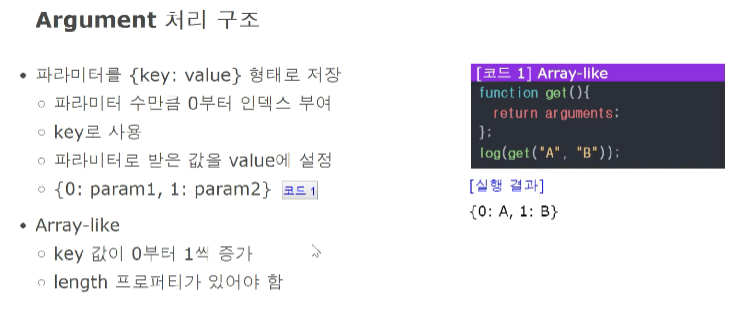 Argument 처리 구조
• 파라미터를 {key: value} 형태로 저장
○ 파라미터 수만큼 0부터 인덱스 부여
○ key로 사용
○ 파라미터로 받은 값을 value에 설정
○ {0: param1, 1: param2} 코드 1
• Array-like
○ key 값이 0부터 1씩 증가
○ length 프로퍼티가 있어야 함
[코드 1] Array-like
function get(){
return arguments;
};
log(get("A", "B"));
[실행 결과]
{0: A, 1: B}